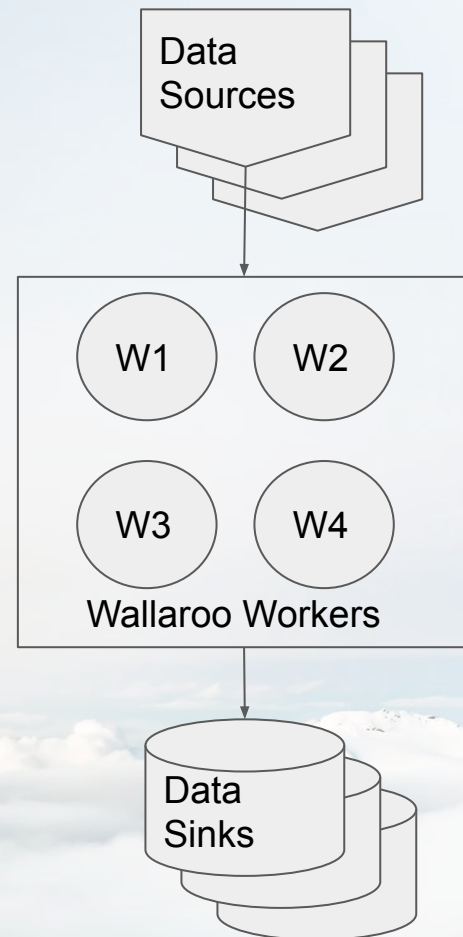 Data
Sources
W1 W2
W3 W4
Wallaroo Workers
Data
Sinks